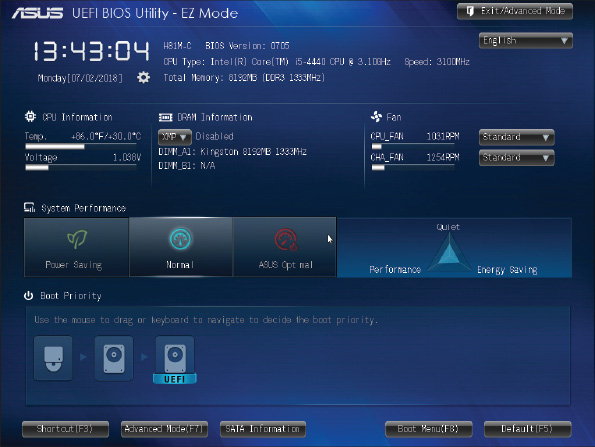 ASUS UEFI BIOS Utility - EZ Mode
Exit/Advanced Mode
English
13:43:04
Monday[07/02/2018]
H81M-C BIOS Version: 0705
CPU Type: Intel(R) Core(TM) i5-4440 CPU @ 3.10GHz Speed: 3100MHz
Total Memory: 8192MB (DDR3 1333MHz)
CPU Information
Temp. +86.0°F/+30.0°C
Voltage 1.038V
DRAM Information
XMP Disabled
DIMM_A1: Kingston 8192MB 1333MHz
DIMM_B1: N/A
Fan
CPU_FAN 1031RPM Standard
CHA_FAN 1254RPM Standard
System Performance
Power Saving
Normal
ASUS Optimal
Quiet
Performance
Energy Saving
Boot Priority
Use the mouse to drag or keyboard to navigate to decide the boot priority.
UEFI
Shortcut(F3)
Advanced Mode(F7)
SATA Information
Boot Menu(F8)
Default(F5)